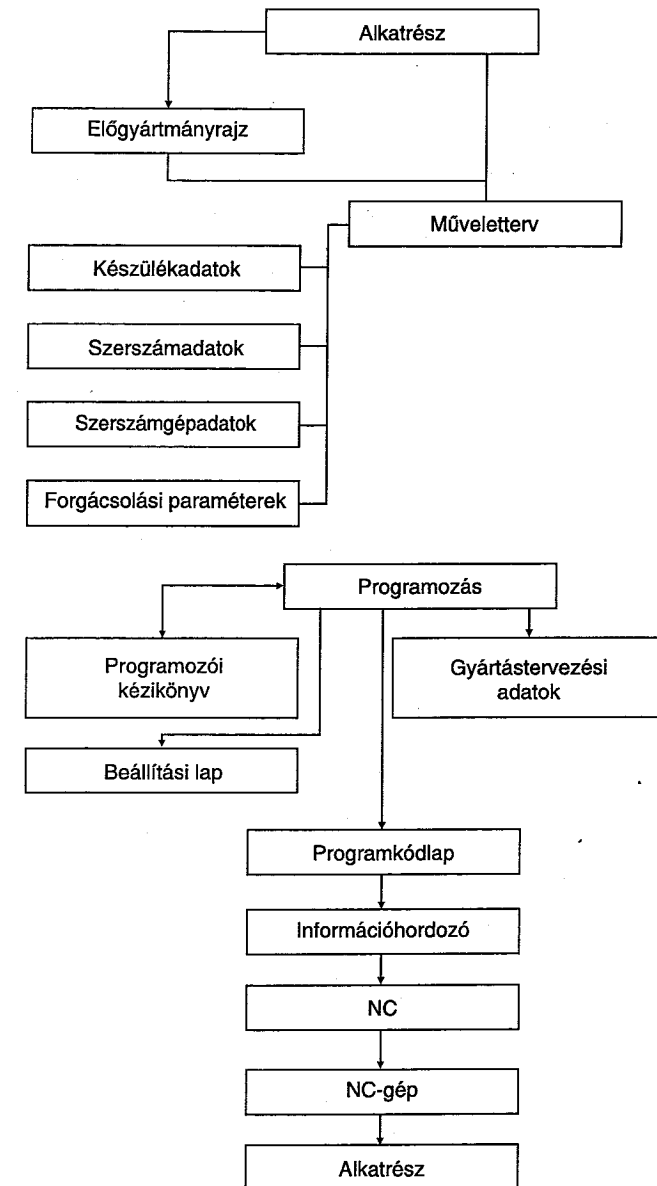 Alkatrész
Előgyártmányrajz
Műveletterv
Készülékadatok
Szerszámadatok
Szerszámgépadatok
Forgácsolási paraméterek
Programozás
Programozói
kézikönyv
Gyártástervezési
adatok
Beállítási lap
Programkódlap
Információhordozó
NC
NC-gép
Alkatrész